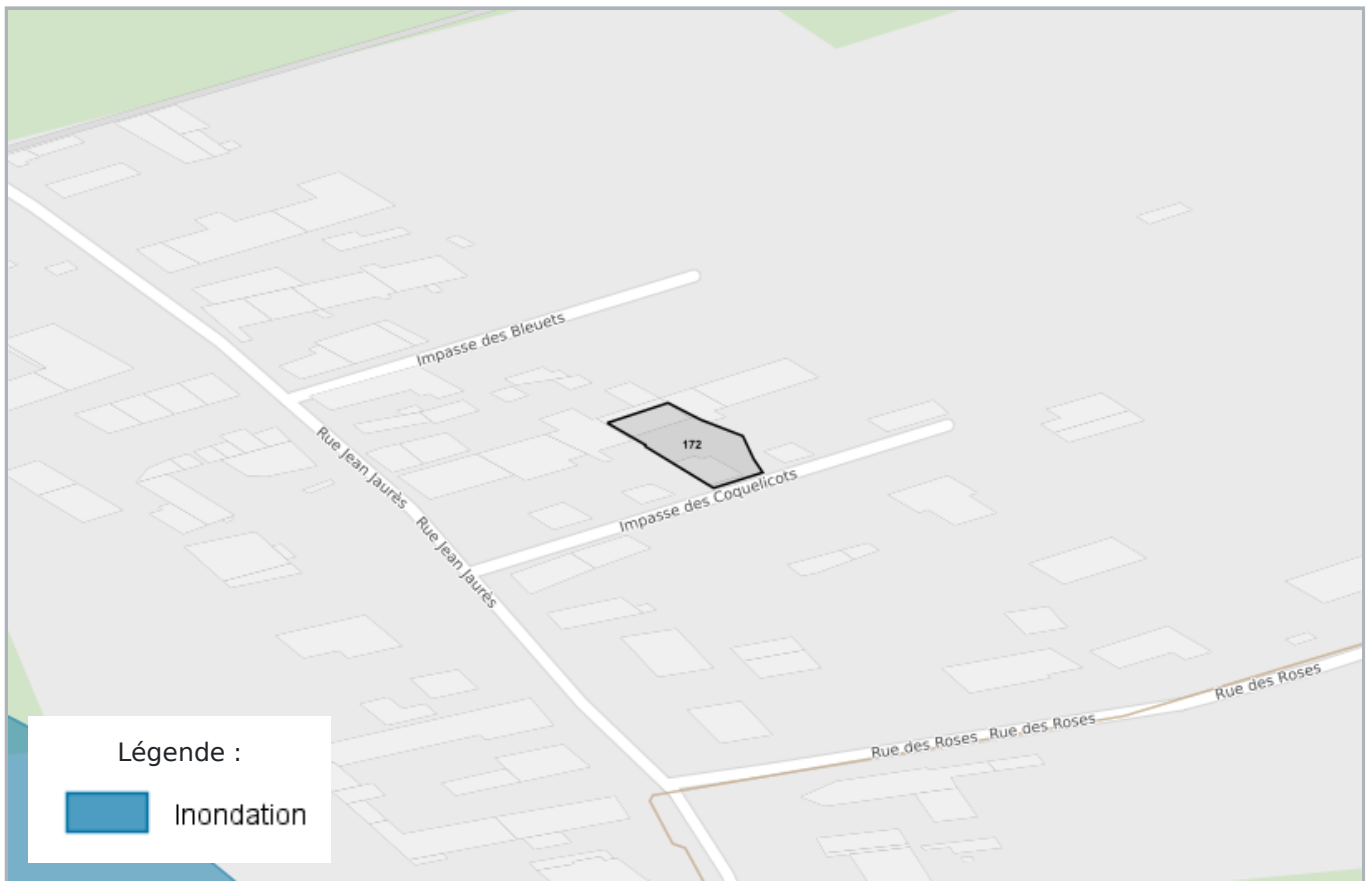 Impasse des Bleuets
172
Rue Jean Jaurès
Impasse des Coquelicots
Rue Jean Jaurès
Rue des Roses
Rue des Roses
Rue des Roses
Légende :
Inondation